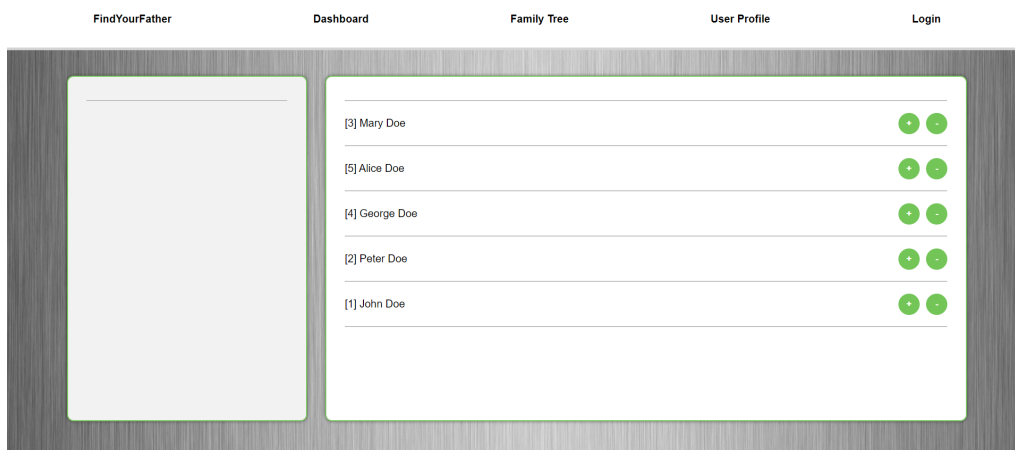 FindYourFather Dashboard Family Tree User Profile Login
[3] Mary Doe + -
[5] Alice Doe + -
[4] George Doe + -
[2] Peter Doe + -
[1] John Doe + -